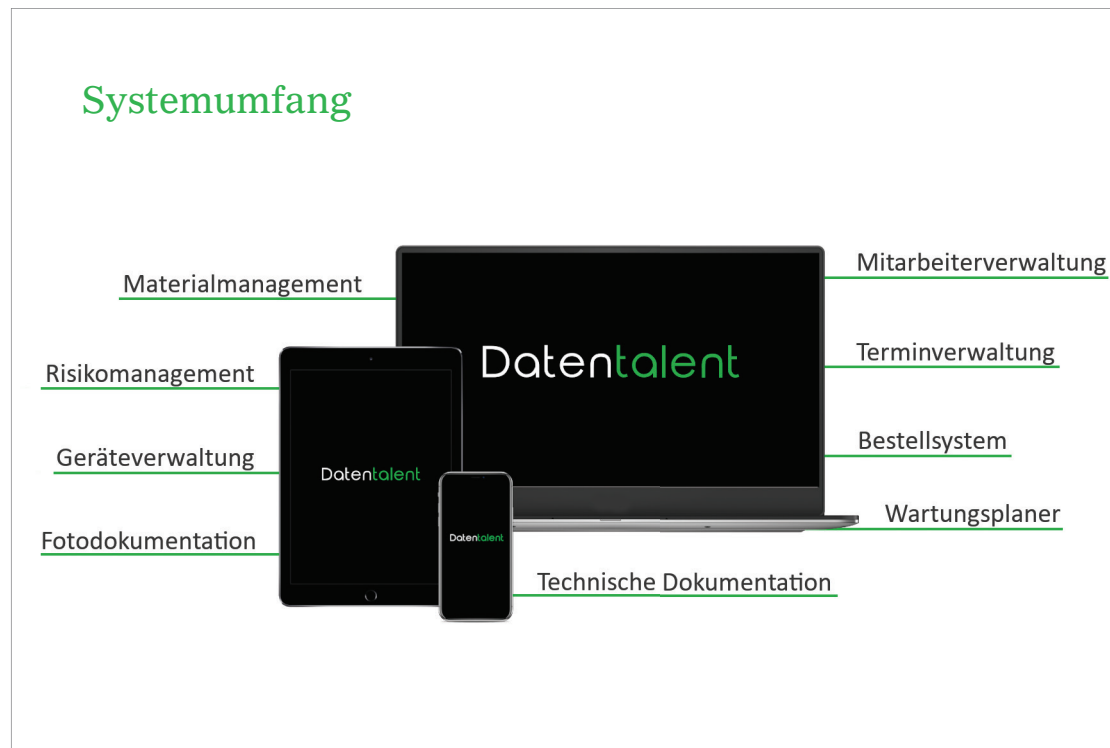 Systemumfang
Materialmanagement
Risikomanagement
Geräteverwaltung
Fotodokumentation
Datentalent
Datentalent
Datentalent
Mitarbeiterverwaltung
Terminverwaltung
Bestellsystem
Wartungsplaner
Technische Dokumentation